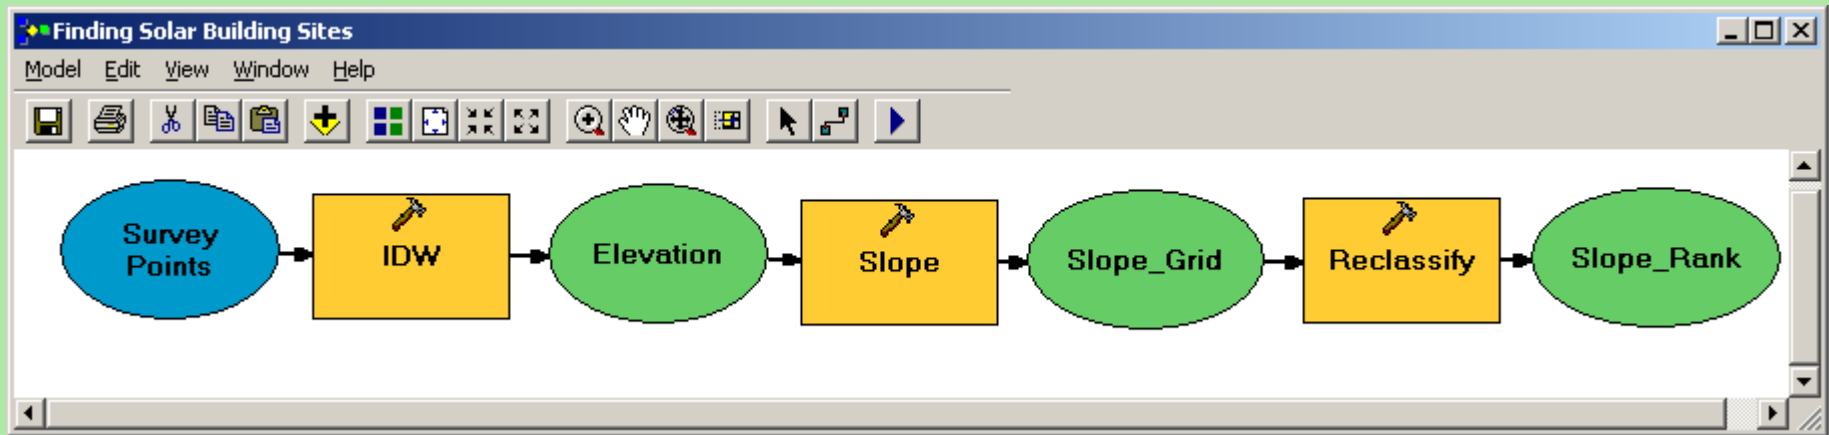 Finding Solar Building Sites
Model Edit View Window Help
Survey
Points
IDW
Elevation
Slope
Slope_Grid
Reclassify
Slope_Rank